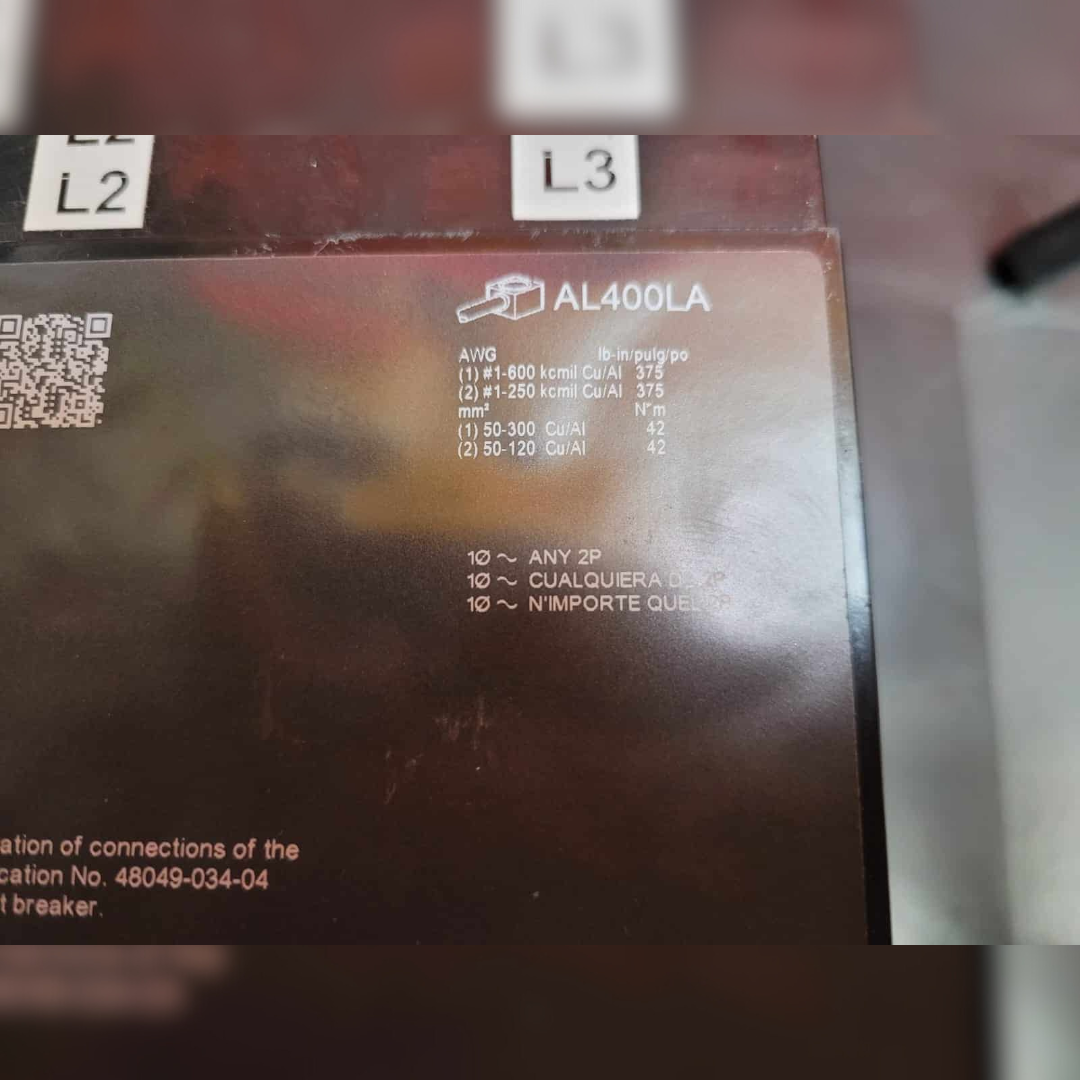 L2 L3
AL400LA
AWG lb-in/pulg/po
(1) #1-600 kcmil Cu/Al 375
(2) #1-250 kcmil Cu/Al 375
mm² N*m
(1) 50-300 Cu/Al 42
(2) 50-120 Cu/Al 42
1Ø ~ ANY 2P
1Ø ~ CUALQUIERA 2P
1Ø ~ N'IMPORTE
ation of connections of the
cation No. 48049-034-04
t breaker.